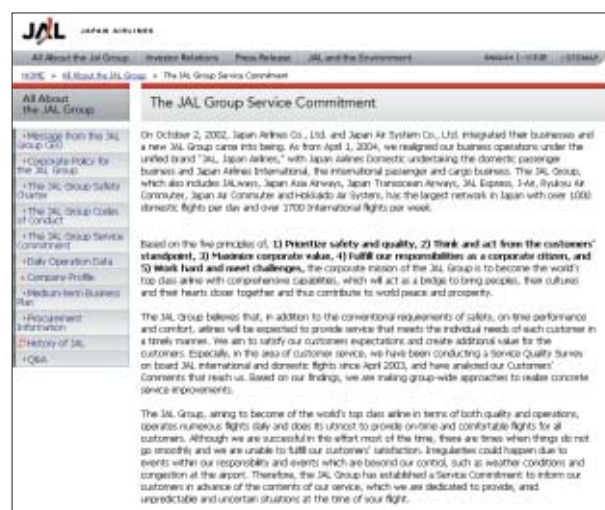 JAL JAPAN AIRLINES
All About the Jal Group Investor Relations Press Release JAL and the Environment ENGLISH SITEMAP
HOME > All About the JAL Group > The JAL Group Service Commitment
All About
the JAL Group
Message from the JAL
Group CEO
Corporate Policy for
the JAL Group
The JAL Group Safety
Charter
The JAL Group Codes
of Conduct
The JAL Group Service
Commitment
Daily Operation Data
Company Profile
Medium-term Business
Plan
Procurement
Information
History of JAL
Q&A
The JAL Group Service Commitment
On October 2, 2002, Japan Airlines Co., Ltd. and Japan Air System Co., Ltd. integrated their businesses and
a new JAL Group came into being. As from April 1, 2004, we realigned our business operations under the
unified brand "JAL, Japan Airlines," with Japan Airlines Domestic undertaking the domestic passenger
business and Japan Airlines International, the international passenger and cargo business. The JAL Group,
which also includes JALways, Japan Asia Airways, Japan Transocean Airways, JAL Express, J-Air, Ryukyu Air
Commuter, Japan Air Commuter and Hokkaido Air System, has the largest network in Japan with over 1000
domestic flights per day and over 1700 International flights per week.
Based on the five principles of, 1) Prioritize safety and quality, 2) Think and act from the customers'
standpoint, 3) Maximize corporate value, 4) Fulfill our responsibilities as a corporate citizen, and
5) Work hard and meet challenges, the corporate mission of the JAL Group is to become the world's
top class airline with comprehensive capabilities, which will act as a bridge to bring peoples, their cultures
and their hearts closer together and thus contribute to world peace and prosperity.
The JAL Group believes that, in addition to the conventional requirements of safety, on-time performance
and comfort, airlines will be expected to provide service that meets the individual needs of each customer in
a timely manner. We aim to satisfy our customers expectations and create additional value for the
customers. Especially, in the area of customer service, we have been conducting a Service Quality Survey
on board JAL international and domestic flights since April 2003, and have analyzed our Customers'
Comments that reach us. Based on our findings, we are making group-wide approaches to realize concrete
service improvements.
The JAL Group, aiming to become of the world's top class airline in terms of both quality and operations,
operates numerous flights daily and does its utmost to provide on-time and comfortable flights for all
customers. Although we are successful in this effort most of the time, there are times when things do not
go smoothly and we are unable to fulfill our customers' satisfaction. Irregularities could happen due to
events within our responsibility and events which are beyond our control, such as weather conditions and
congestion at the airport. Therefore, the JAL Group has established a Service Commitment to inform our
customers in advance of the contents of our service, which we are dedicated to provide, amid
unpredictable and uncertain situations at the time of your flight.